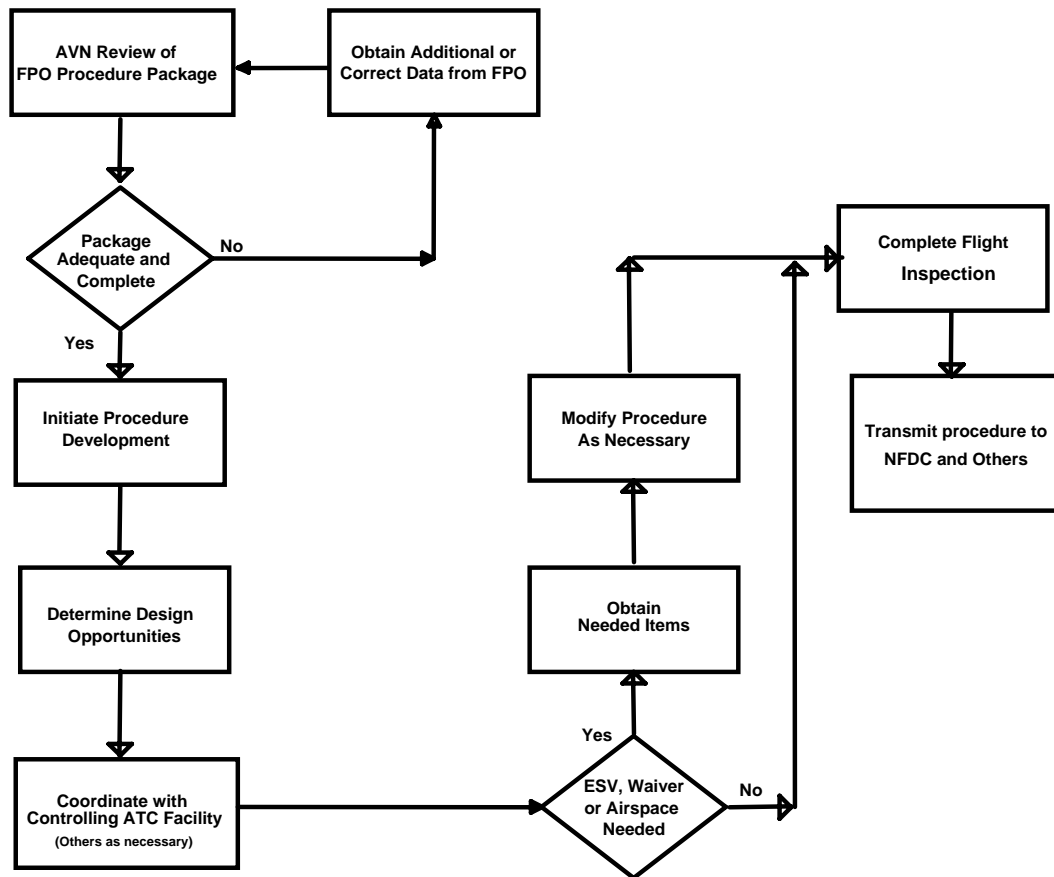 AVN Review of
FPO Procedure Package
Obtain Additional or
Correct Data from FPO
Package
Adequate and
Complete
No
Yes
Initiate Procedure
Development
Determine Design
Opportunities
Coordinate with
Controlling ATC Facility
(Others as necessary)
ESV, Waiver
or Airspace
Needed
Yes
No
Obtain
Needed Items
Modify Procedure
As Necessary
Complete Flight
Inspection
Transmit procedure to
NFDC and Others